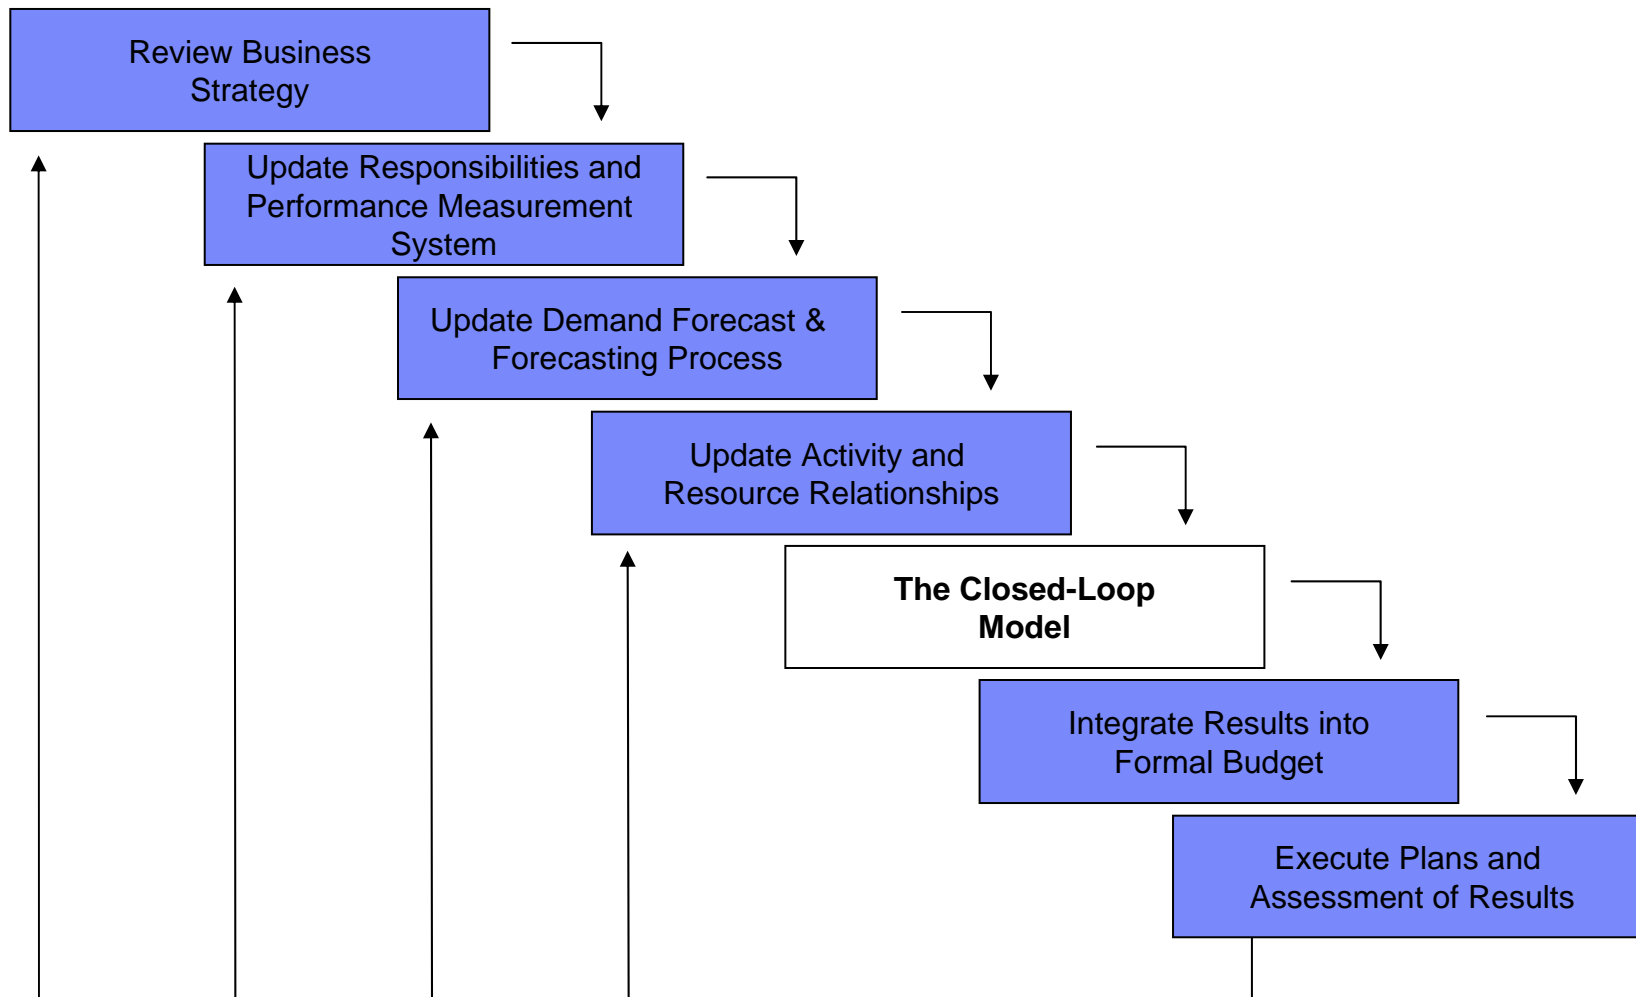 Review Business
Strategy
Update Responsibilities and
Performance Measurement
System
Update Demand Forecast &
Forecasting Process
Update Activity and
Resource Relationships
The Closed-Loop
Model
Integrate Results into
Formal Budget
Execute Plans and
Assessment of Results